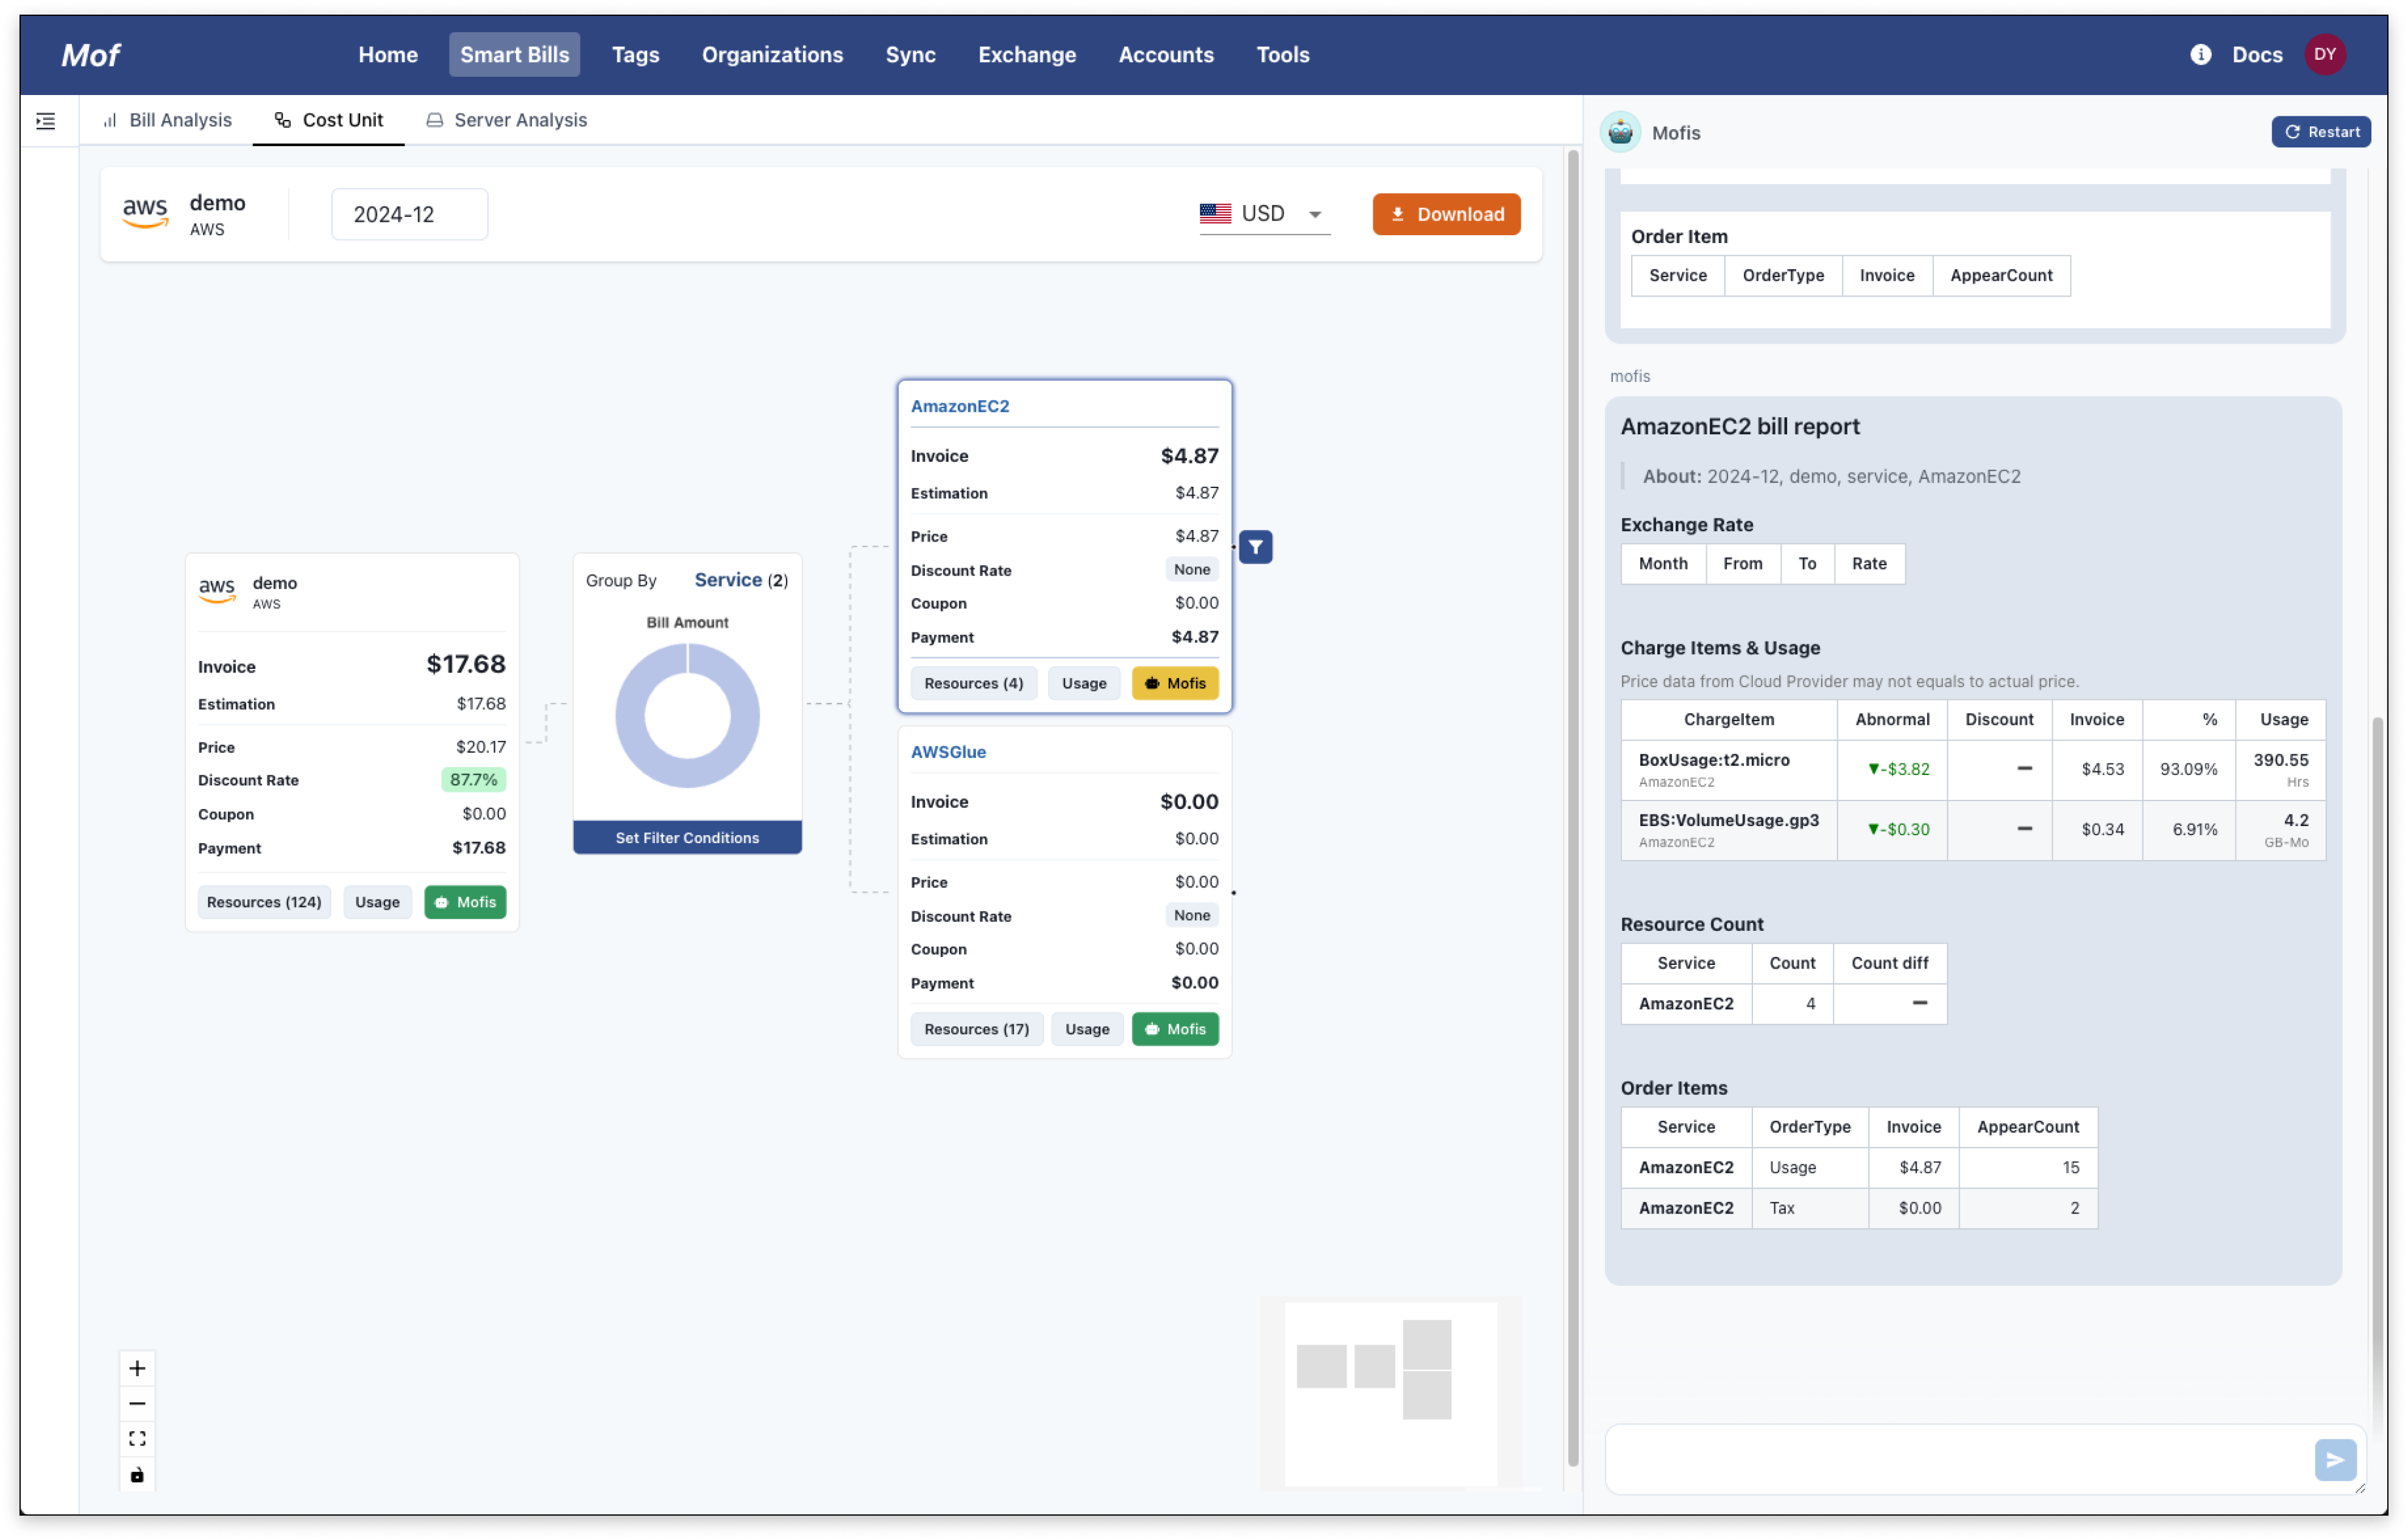 Mof Home Smart Bills Tags Organizations Sync Exchange Accounts Tools Docs DY
Bill Analysis Cost Unit Server Analysis
aws demo
AWS
2024-12
USD
Download
aws demo
AWS
Invoice $17.68
Estimation $17.68
Price $20.17
Discount Rate 87.7%
Coupon $0.00
Payment $17.68
Resources (124) Usage Mofis
Group By Service (2)
Bill Amount
Set Filter Conditions
AmazonEC2
Invoice $4.87
Estimation $4.87
Price $4.87
Discount Rate None
Coupon $0.00
Payment $4.87
Resources (4) Usage Mofis
AWSGlue
Invoice $0.00
Estimation $0.00
Price $0.00
Discount Rate None
Coupon $0.00
Payment $0.00
Resources (17) Usage Mofis
Mofis Restart
Order Item
Service OrderType Invoice AppearCount
mofis
AmazonEC2 bill report
About: 2024-12, demo, service, AmazonEC2
Exchange Rate
Month From To Rate
Charge Items & Usage
Price data from Cloud Provider may not equals to actual price.
ChargeItem Abnormal Discount Invoice % Usage
BoxUsage:t2.micro ▼-$3.82 — $4.53 93.09% 390.55
AmazonEC2 Hrs
EBS:VolumeUsage.gp3 ▼-$0.30 — $0.34 6.91% 4.2
AmazonEC2 GB-Mo
Resource Count
Service Count Count diff
AmazonEC2 4 —
Order Items
Service OrderType Invoice AppearCount
AmazonEC2 Usage $4.87 15
AmazonEC2 Tax $0.00 2